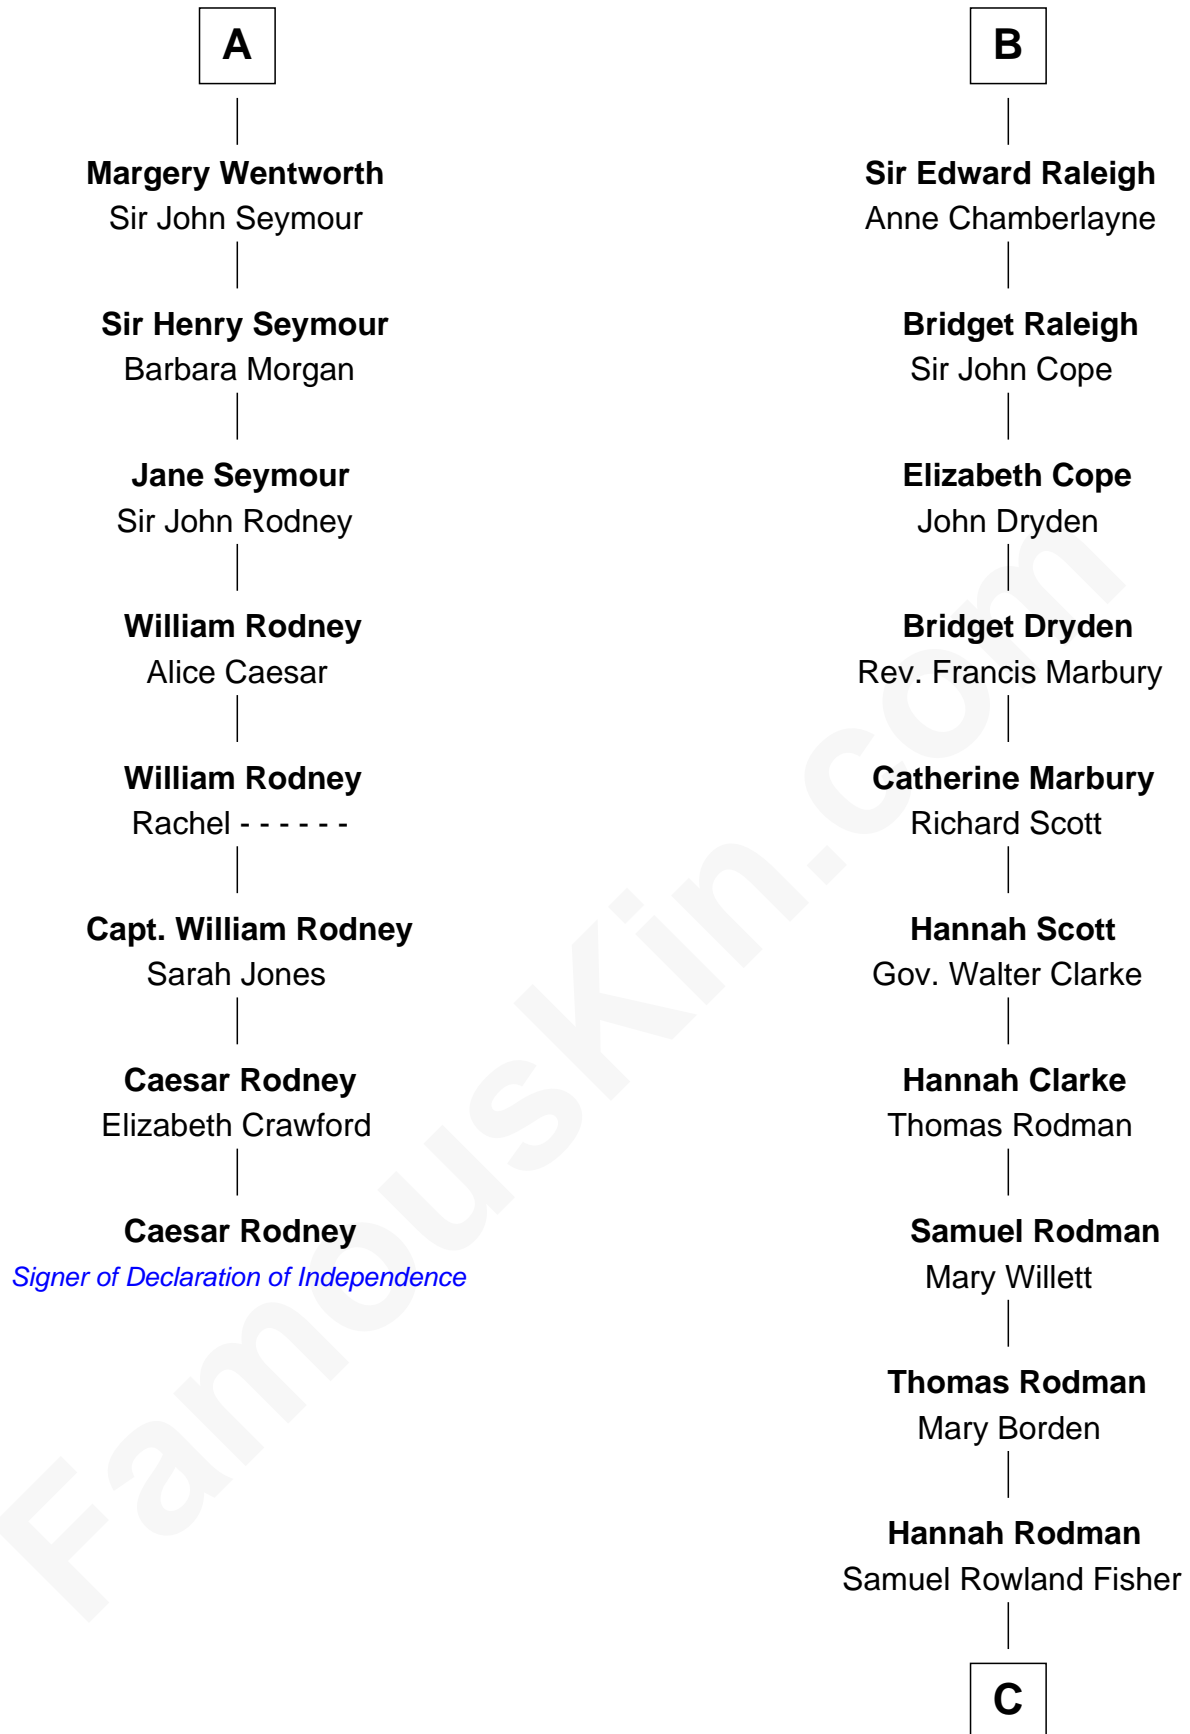 A
Margery Wentworth
Sir John Seymour
Sir Henry Seymour
Barbara Morgan
Jane Seymour
Sir John Rodney
William Rodney
Alice Caesar
William Rodney
Rachel - - - - - -
Capt. William Rodney
Sarah Jones
Caesar Rodney
Elizabeth Crawford
Caesar Rodney
Signer of Declaration of Independence
B
Sir Edward Raleigh
Anne Chamberlayne
Bridget Raleigh
Sir John Cope
Elizabeth Cope
John Dryden
Bridget Dryden
Rev. Francis Marbury
Catherine Marbury
Richard Scott
Hannah Scott
Gov. Walter Clarke
Hannah Clarke
Thomas Rodman
Samuel Rodman
Mary Willett
Thomas Rodman
Mary Borden
Hannah Rodman
Samuel Rowland Fisher
C
FamousKin.com